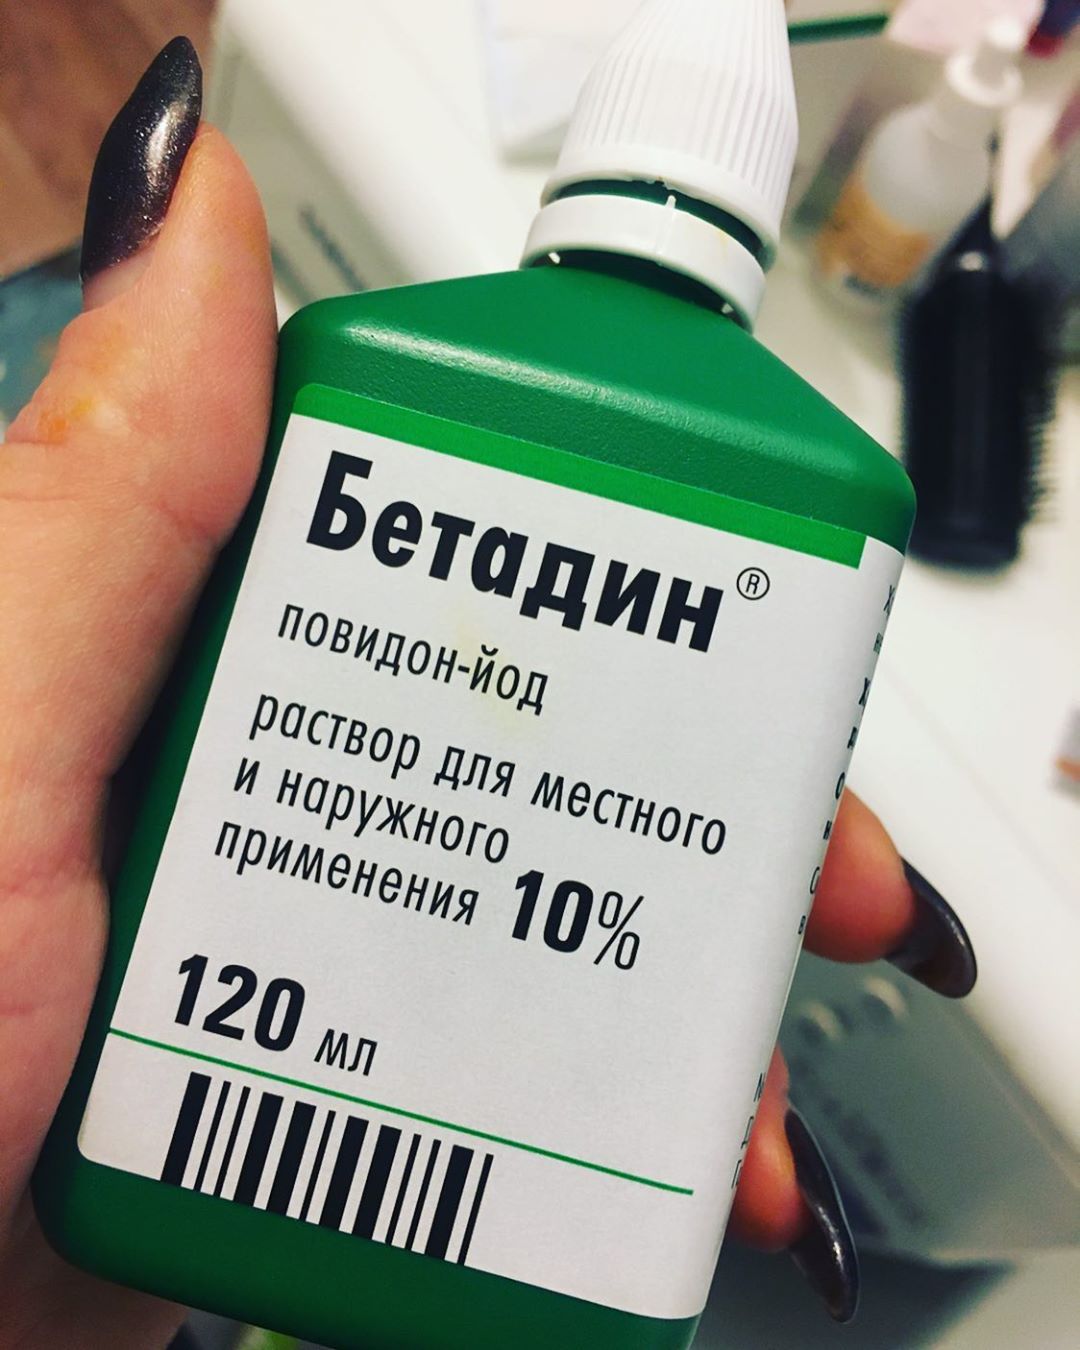 Бетадин®
повидон-йод
раствор для местного
и наружного
применения 10%
120 мл